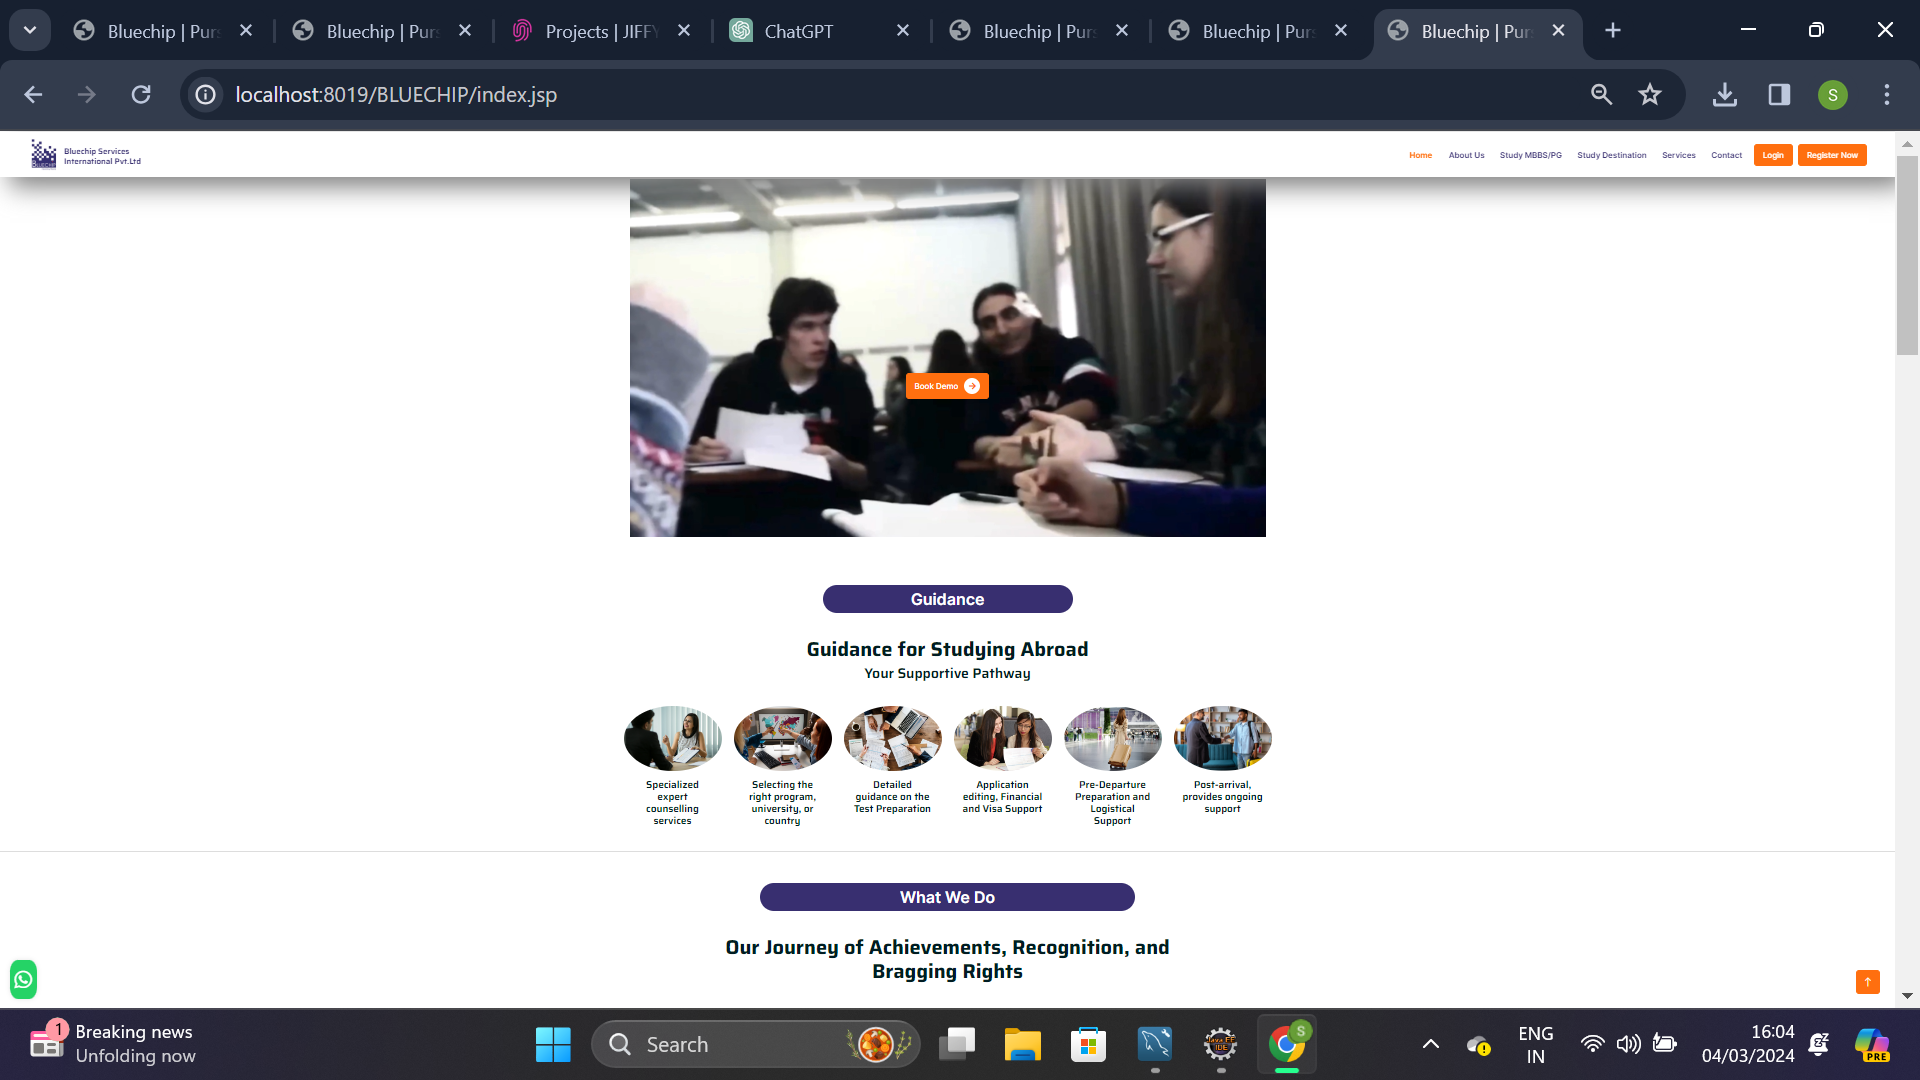 Bluechip | Pur
Bluechip | Pur
Projects | JIFFY
ChatGPT
Bluechip | Pur
Bluechip | Pur
Bluechip | Pur
localhost:8019/BLUECHIP/index.jsp
S
BLUECHIP
Bluechip Services
International Pvt.Ltd
Home
About Us
Study MBBS/PG
Study Destination
Services
Contact
Login
Register Now
Book Demo
Guidance
Guidance for Studying Abroad
Your Supportive Pathway
Specialized
expert
counselling
services
Selecting the
right program,
university, or
country
Detailed
guidance on the
Test Preparation
Application
editing, Financial
and Visa Support
Pre-Departure
Preparation and
Logistical
Support
Post-arrival,
provides ongoing
support
What We Do
Our Journey of Achievements, Recognition, and
Bragging Rights
1
Breaking news
Unfolding now
Search
Java EE
IDE
S
ENG
IN
16:04
04/03/2024
PRE